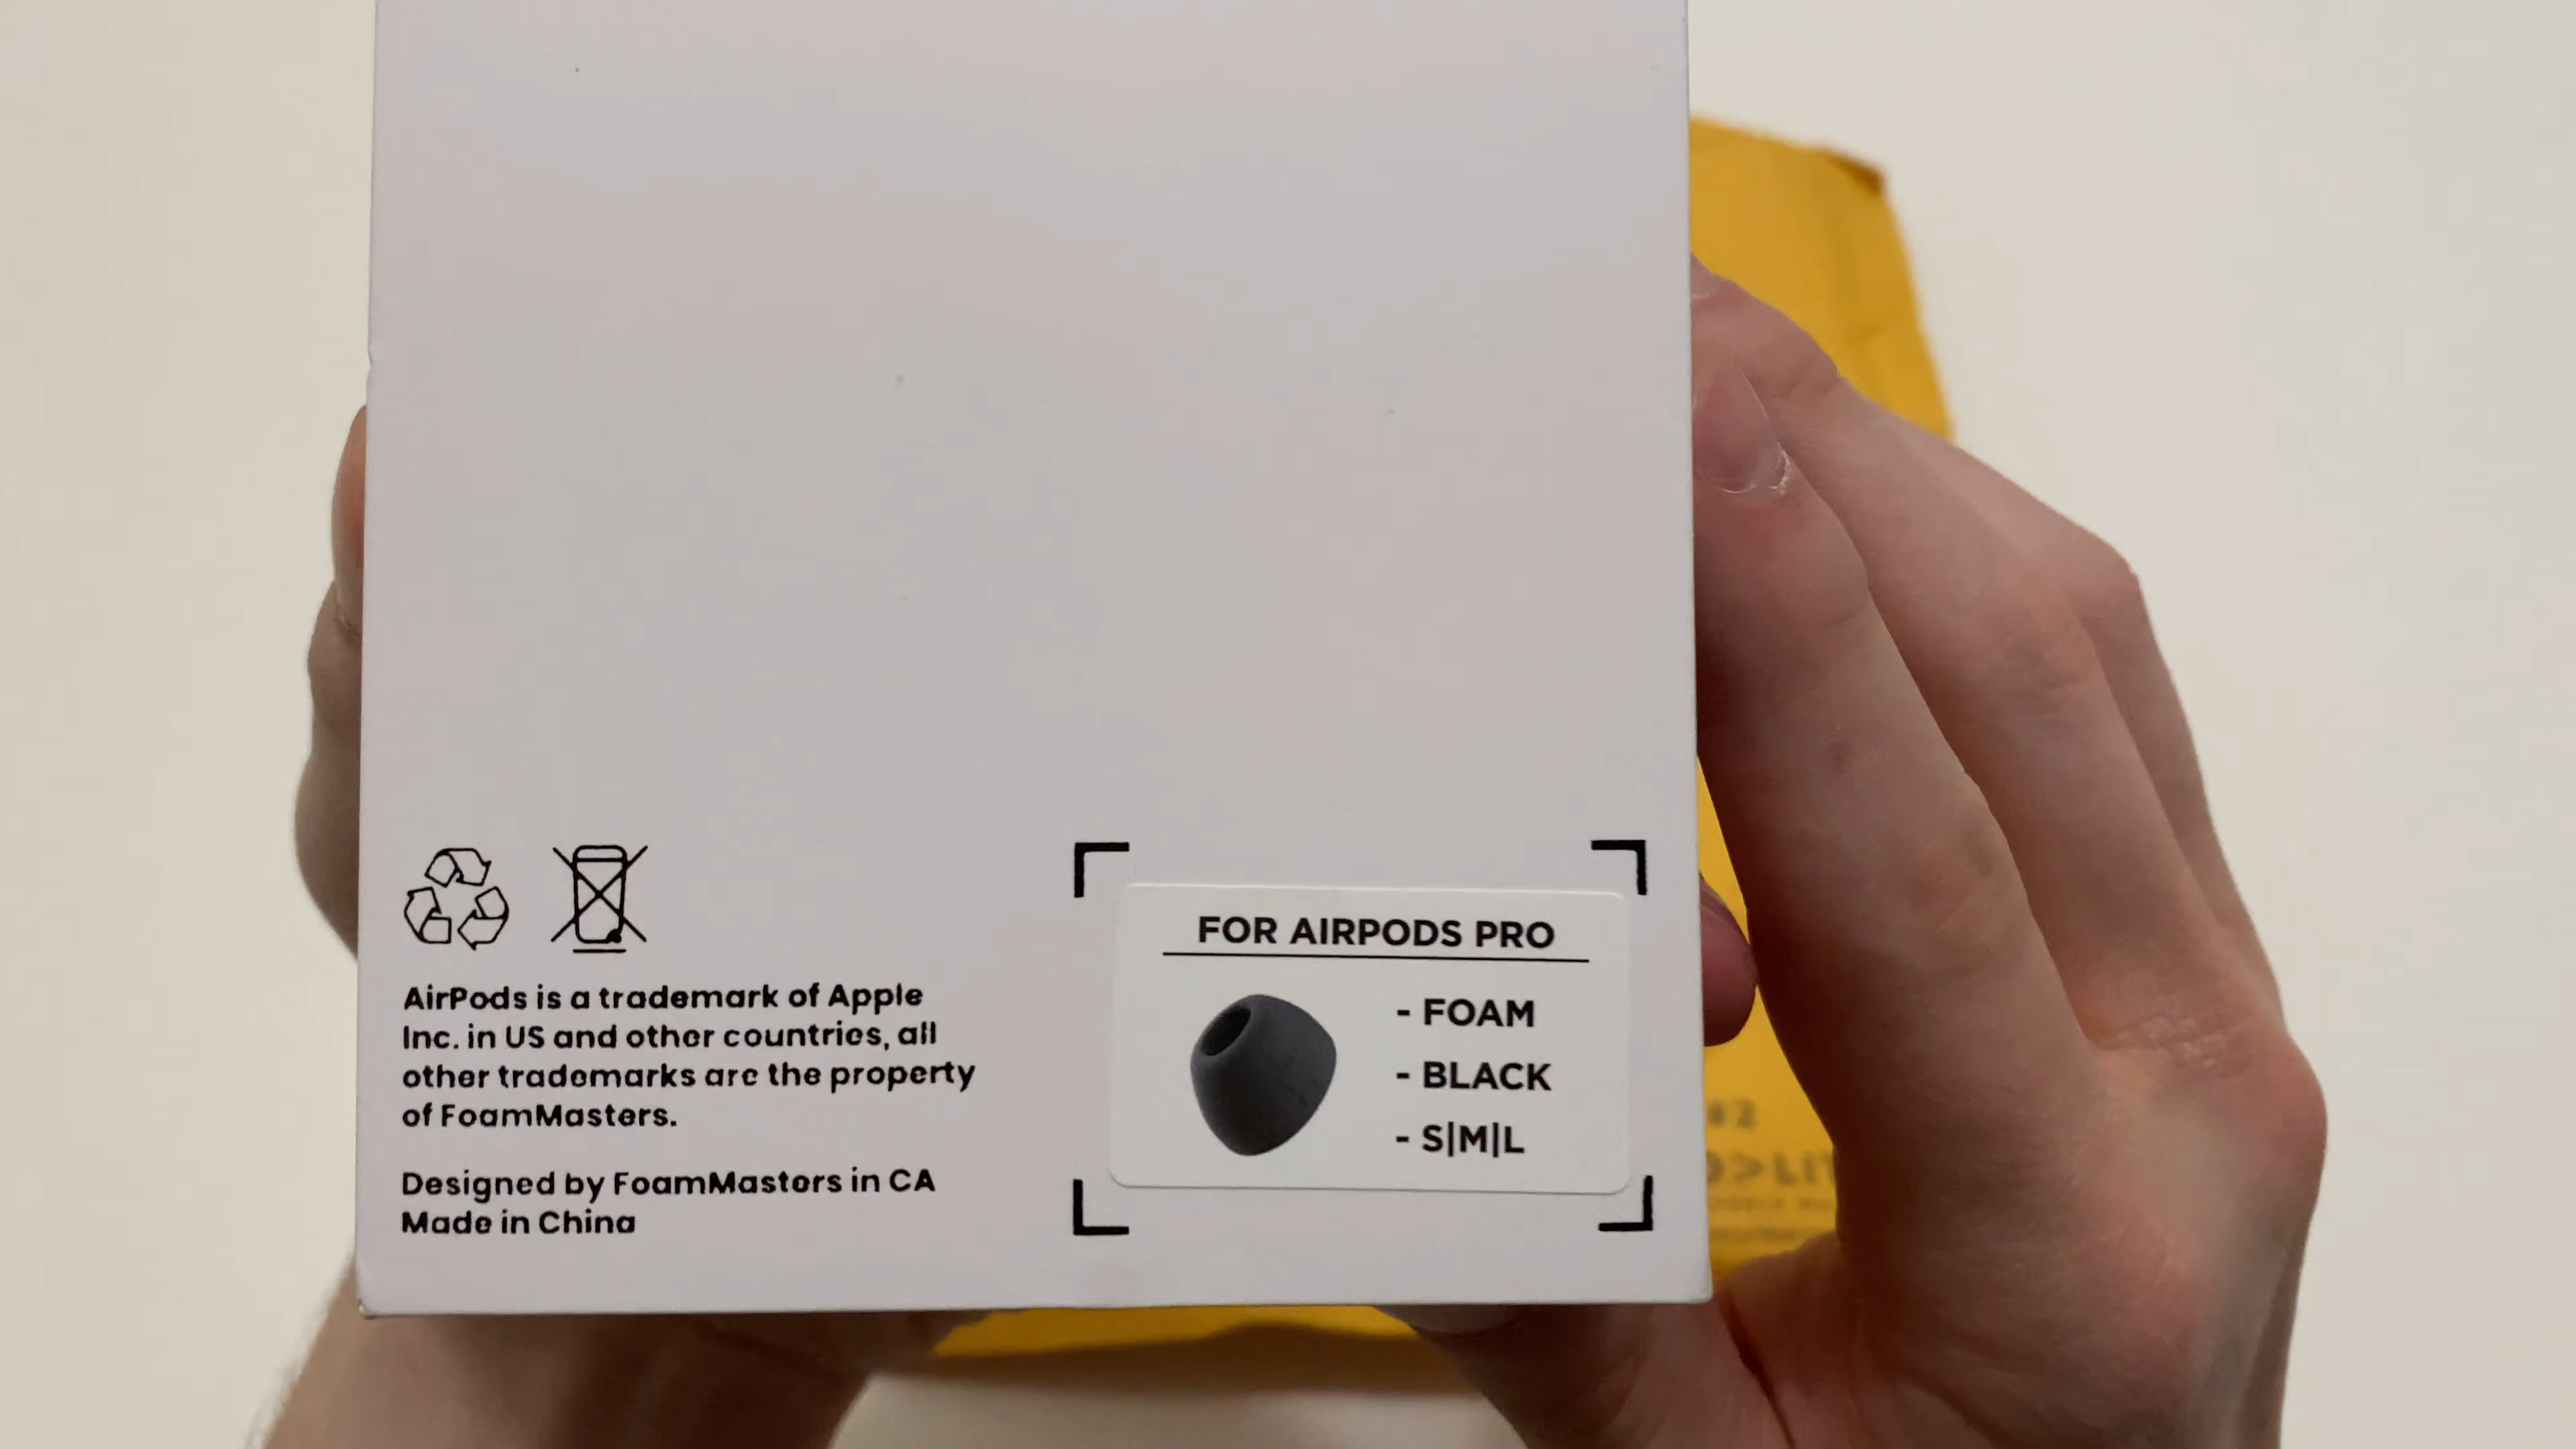 AirPods is a trademark of Apple
Inc. in US and other countries, all
other trademarks are the property
of FoamMasters.
Designed by FoamMasters in CA
Made in China
FOR AIRPODS PRO
- FOAM
- BLACK
- S|M|L
#2